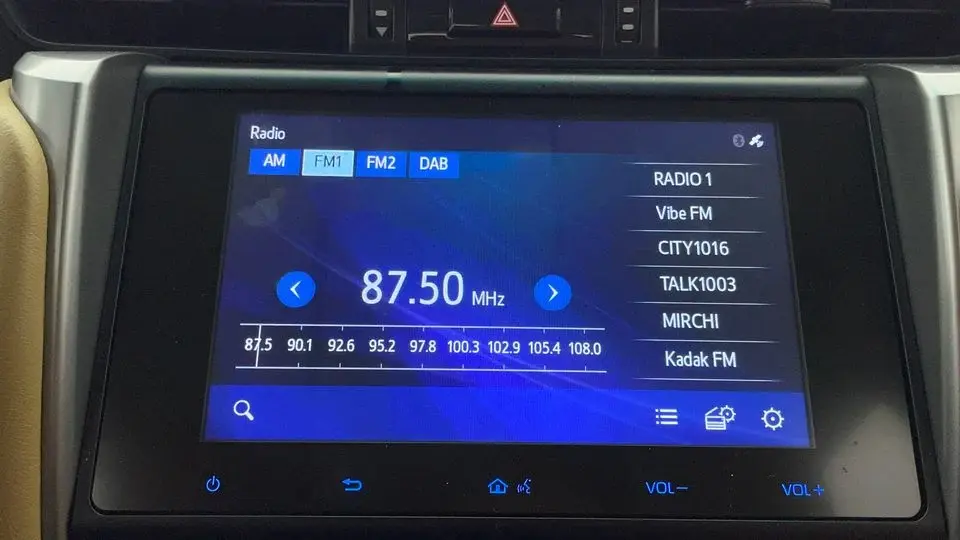 Radio
AM FM1 FM2 DAB
RADIO 1
Vibe FM
CITY1016
TALK1003
MIRCHI
Kadak FM
87.50 MHz
87.5 90.1 92.6 95.2 97.8 100.3 102.9 105.4 108.0
VOL− VOL+